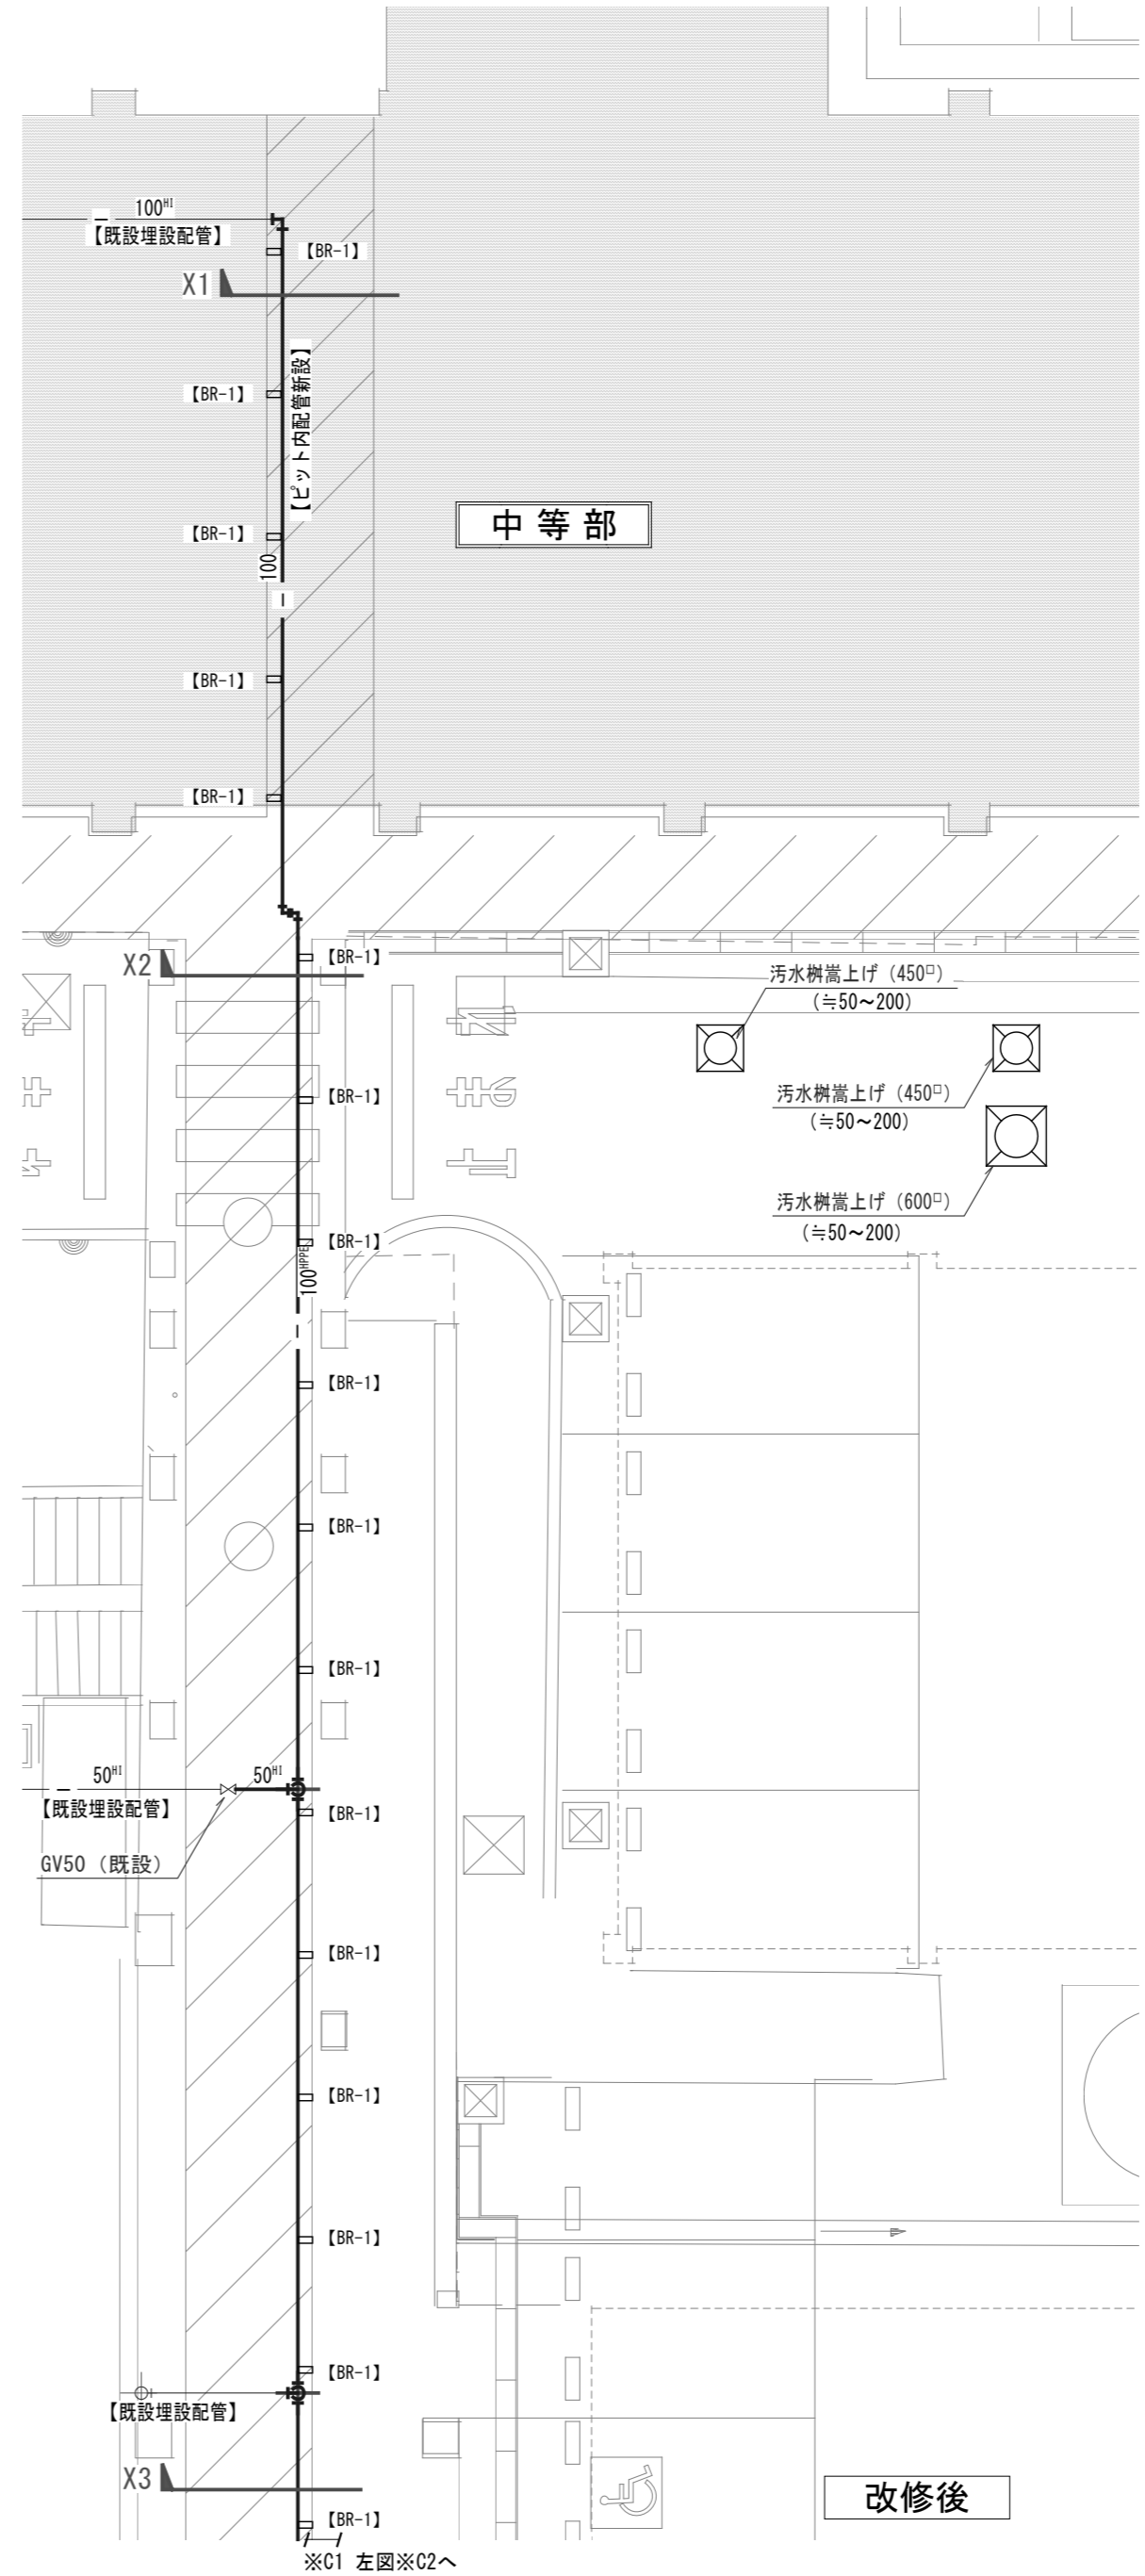 100HI
【既設埋設配管】
【BR-1】
X1
【ピット内配管新設】
【BR-1】
中等部
【BR-1】
100
【BR-1】
【BR-1】
X2
【BR-1】
汚水桝嵩上げ（450□）
（≒50～200）
【BR-1】
汚水桝嵩上げ（450□）
（≒50～200）
汚水桝嵩上げ（600□）
（≒50～200）
【BR-1】
100HPPE
【BR-1】
【BR-1】
【BR-1】
50HI
50HI
【既設埋設配管】
【BR-1】
GV50（既設）
【BR-1】
【BR-1】
【BR-1】
【BR-1】
【既設埋設配管】
X3
改修後
【BR-1】
※C1 左図※C2へ